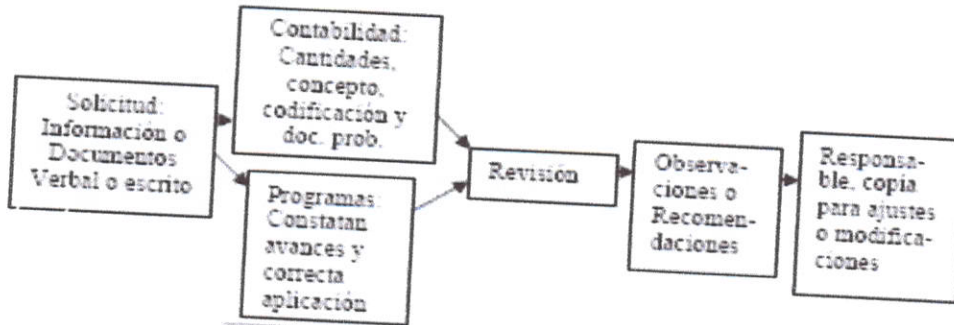 Solicitud:
Información o
Documentos
Verbal o escrito
Contabilidad:
Cantidades,
concepto,
codificación y
doc. prob.
Programas:
Constatan
avances y
correcta
aplicación
Revisión
Observa-
ciones o
Recomen-
daciones
Responsa-
ble, copia
para ajustes
o modifica-
ciones